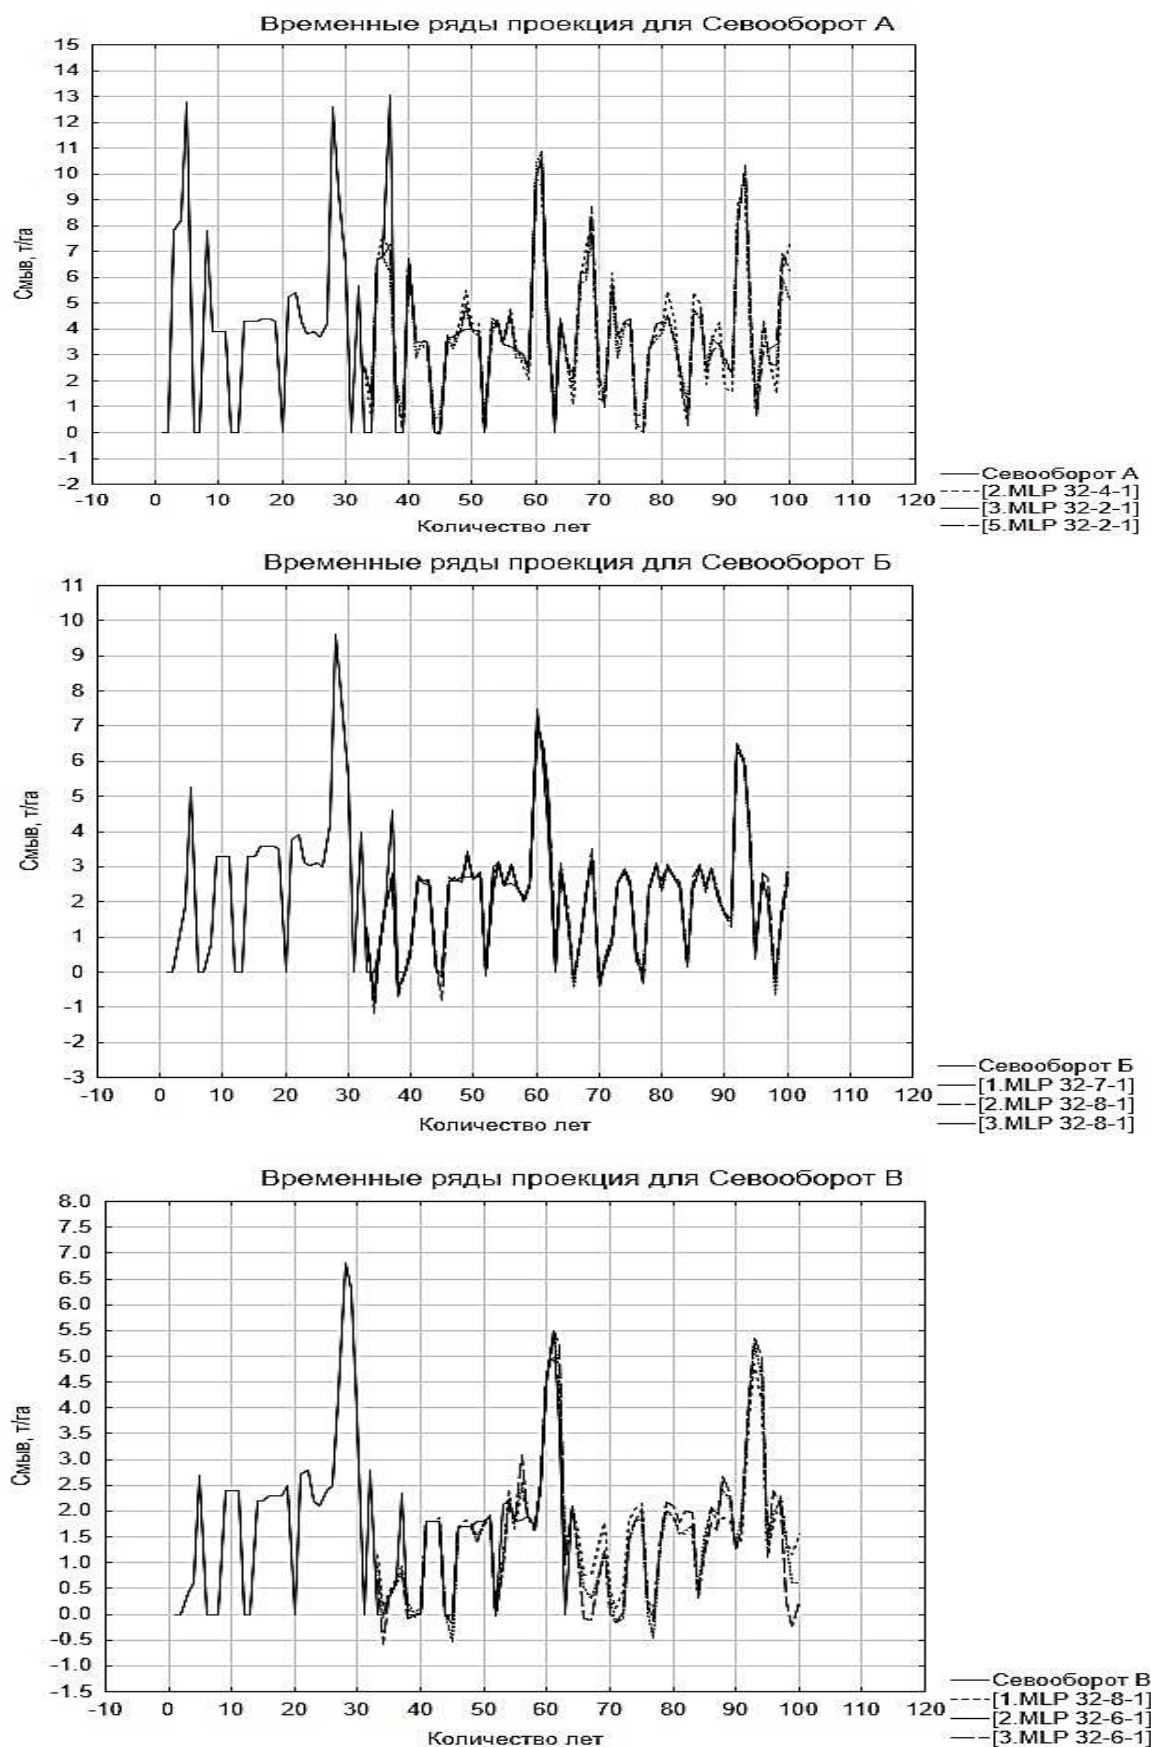 Временные ряды проекция для Севооборот А
15
14
13
12
11
10
9
8
7
6
5
4
3
2
1
0
-1
-2
Смыв, т/га
-10 0 10 20 30 40 50 60 70 80 90 100 110 120
Количество лет
Севооборот А
[2.MLP 32-4-1]
[3.MLP 32-2-1]
[5.MLP 32-2-1]
Временные ряды проекция для Севооборот Б
11
10
9
8
7
6
5
4
3
2
1
0
-1
-2
-3
Смыв, т/га
-10 0 10 20 30 40 50 60 70 80 90 100 110 120
Количество лет
Севооборот Б
[1.MLP 32-7-1]
[2.MLP 32-8-1]
[3.MLP 32-8-1]
Временные ряды проекция для Севооборот В
8.0
7.5
7.0
6.5
6.0
5.5
5.0
4.5
4.0
3.5
3.0
2.5
2.0
1.5
1.0
0.5
0.0
-0.5
-1.0
-1.5
Смыв, т/га
-10 0 10 20 30 40 50 60 70 80 90 100 110 120
Количество лет
Севооборот В
[1.MLP 32-8-1]
[2.MLP 32-6-1]
[3.MLP 32-6-1]